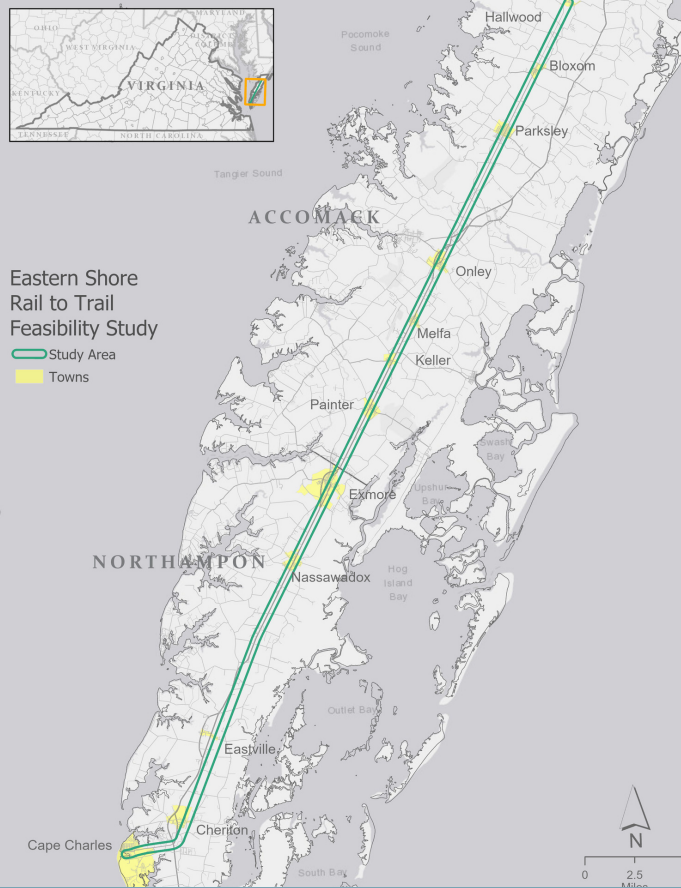 MARYLAND
OHIO
WEST VIRGINIA
DISTRICT
VIRGINIA
KENTUCKY
TENNESSEE
NORTH CAROLINA
Hallwood
Pocomoke
Sound
Bloxom
Parksley
Tangier Sound
ACCOMACK
Onley
Eastern Shore
Rail to Trail
Feasibility Study
Study Area
Towns
Melfa
Keller
Painter
Swash
Bay
Exmore
Upshur
Bay
NORTHAMPON
Nassawadox
Hog
Island
Bay
Outlet Bay
Eastville
Cheriton
Cape Charles
South Bay
N
0 2.5
Miles